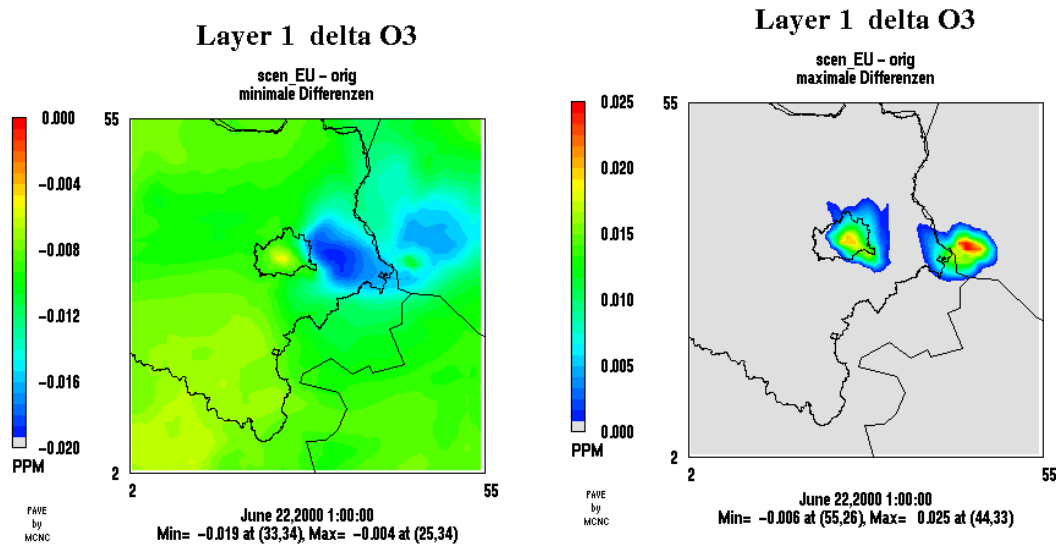 Layer 1 delta O3
scen_EU – orig
minimale Differenzen
0.000
−0.004
−0.008
−0.012
−0.016
−0.020
PPM
55
2
2
55
PAVE
by
MCNC
June 22,2000 1:00:00
Min= −0.019 at (33,34), Max= −0.004 at (25,34)
Layer 1 delta O3
scen_EU – orig
maximale Differenzen
0.025
0.020
0.015
0.010
0.005
0.000
PPM
55
2
2
55
PAVE
by
MCNC
June 22,2000 1:00:00
Min= −0.006 at (55,26), Max= 0.025 at (44,33)